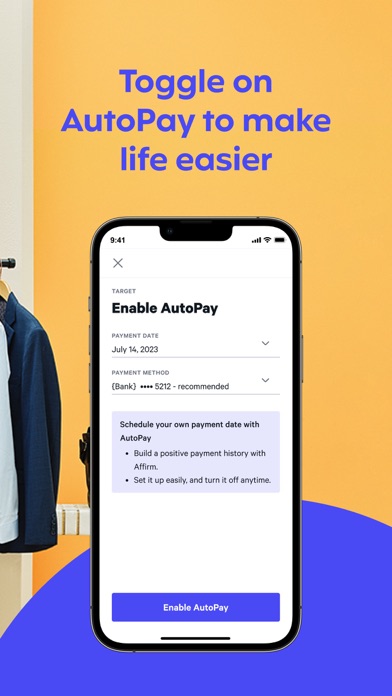 Toggle on
AutoPay to make
life easier
9:41
TARGET
Enable AutoPay
PAYMENT DATE
July 14, 2023
PAYMENT METHOD
{Bank} •••• 5212 - recommended
Schedule your own payment date with
AutoPay
• Build a positive payment history with
Affirm.
• Set it up easily, and turn it off anytime.
Enable AutoPay